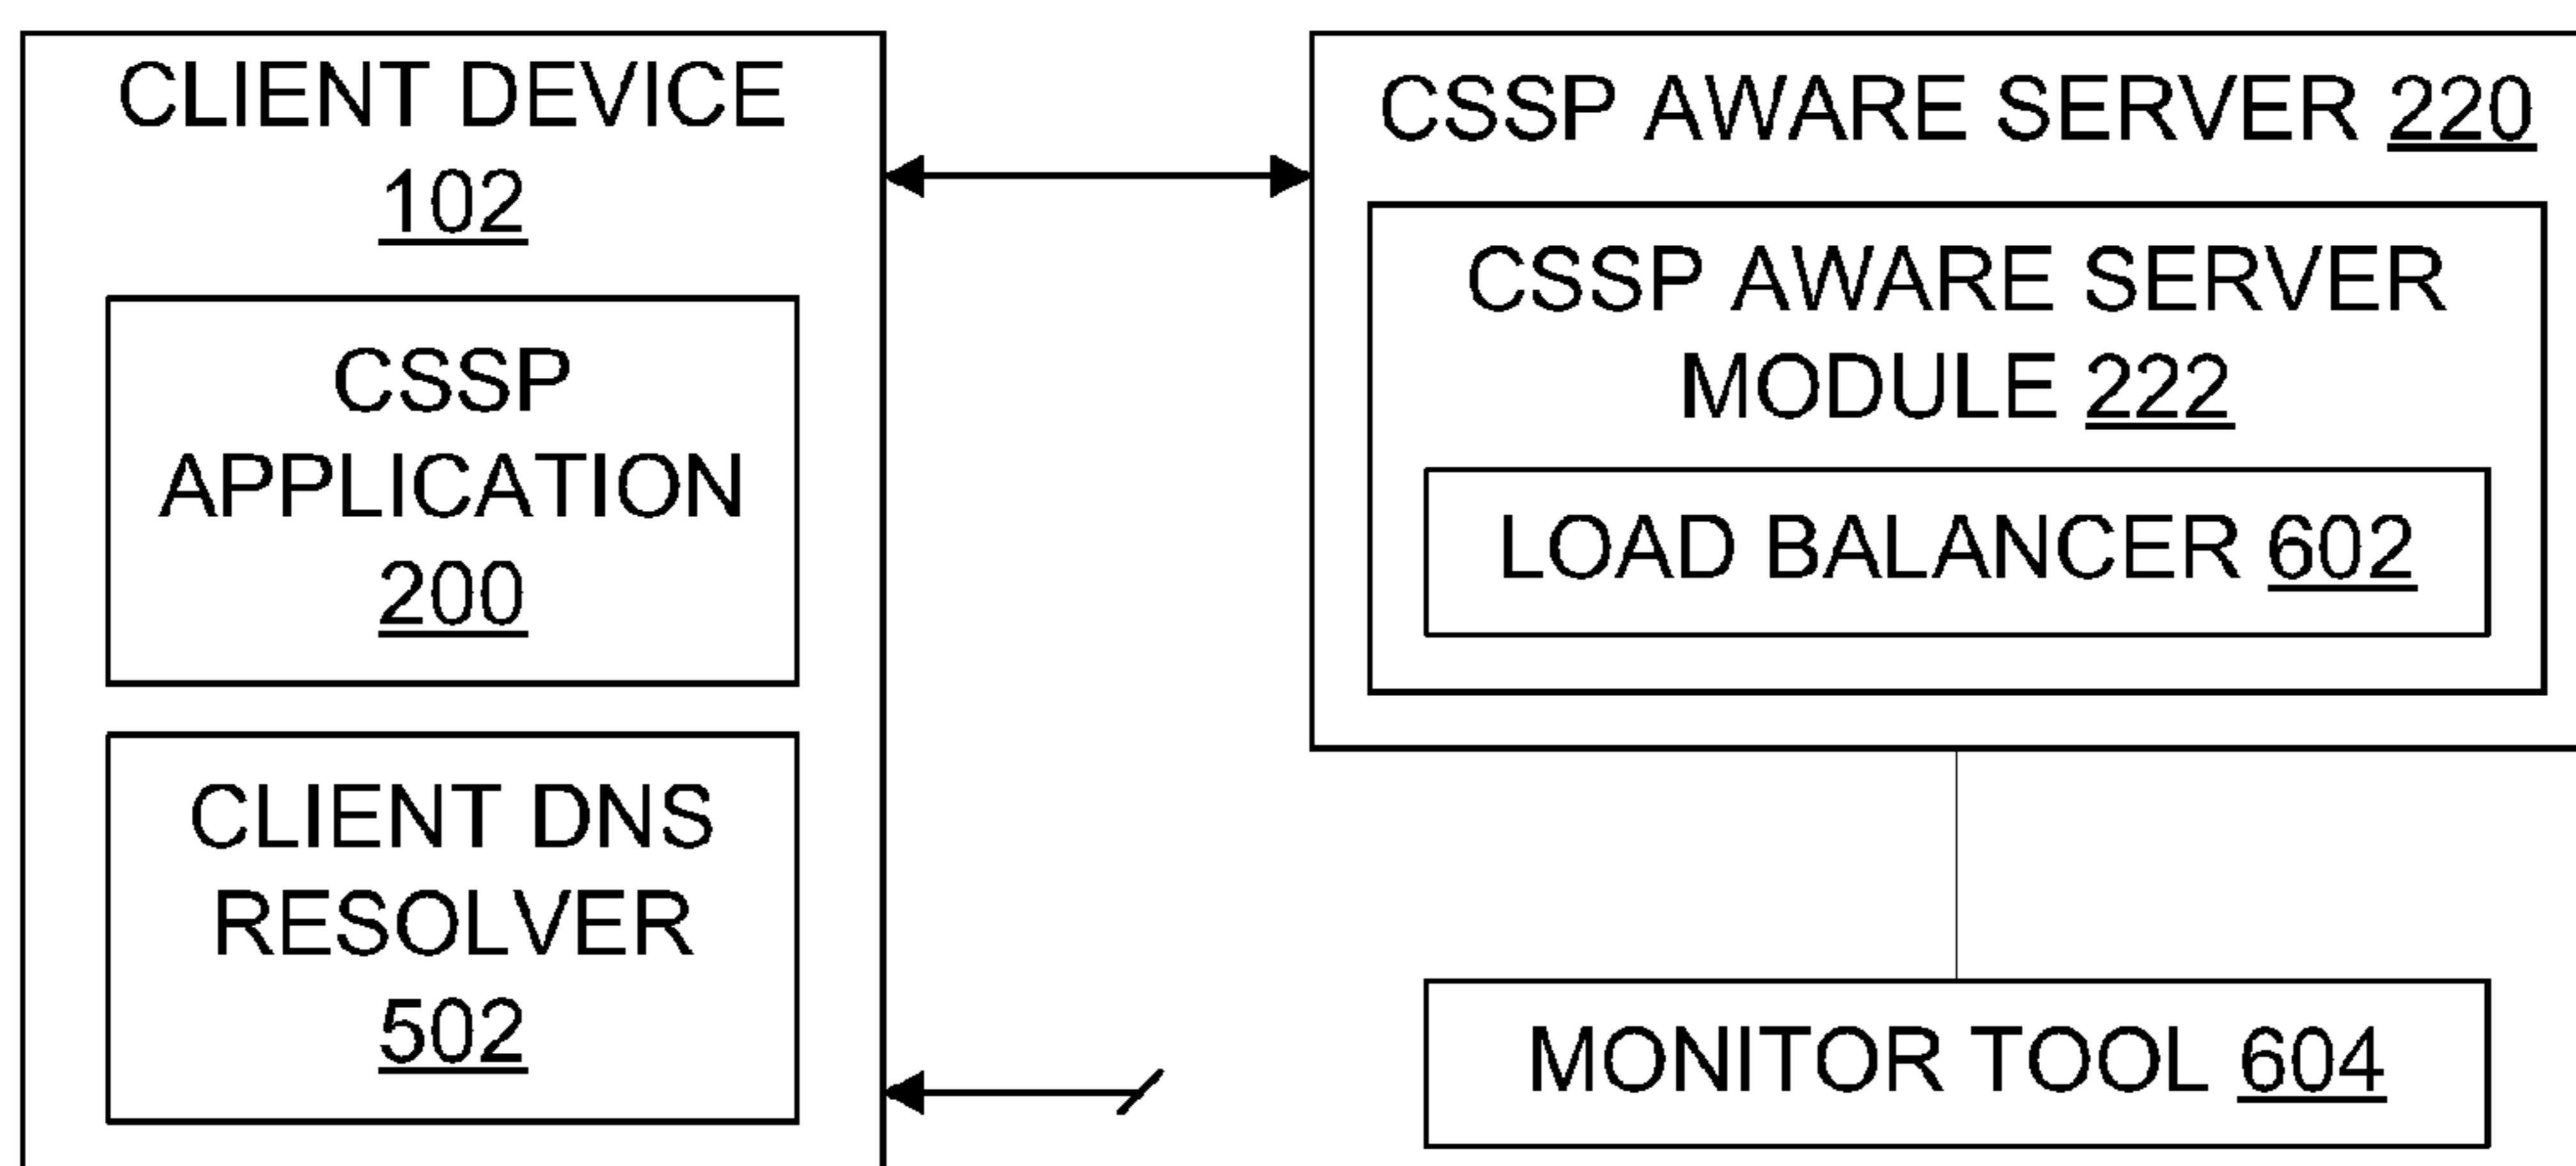 CLIENT DEVICE
102
CSSP
APPLICATION
200
CLIENT DNS
RESOLVER
502
CSSP AWARE SERVER 220
CSSP AWARE SERVER
MODULE 222
LOAD BALANCER 602
MONITOR TOOL 604